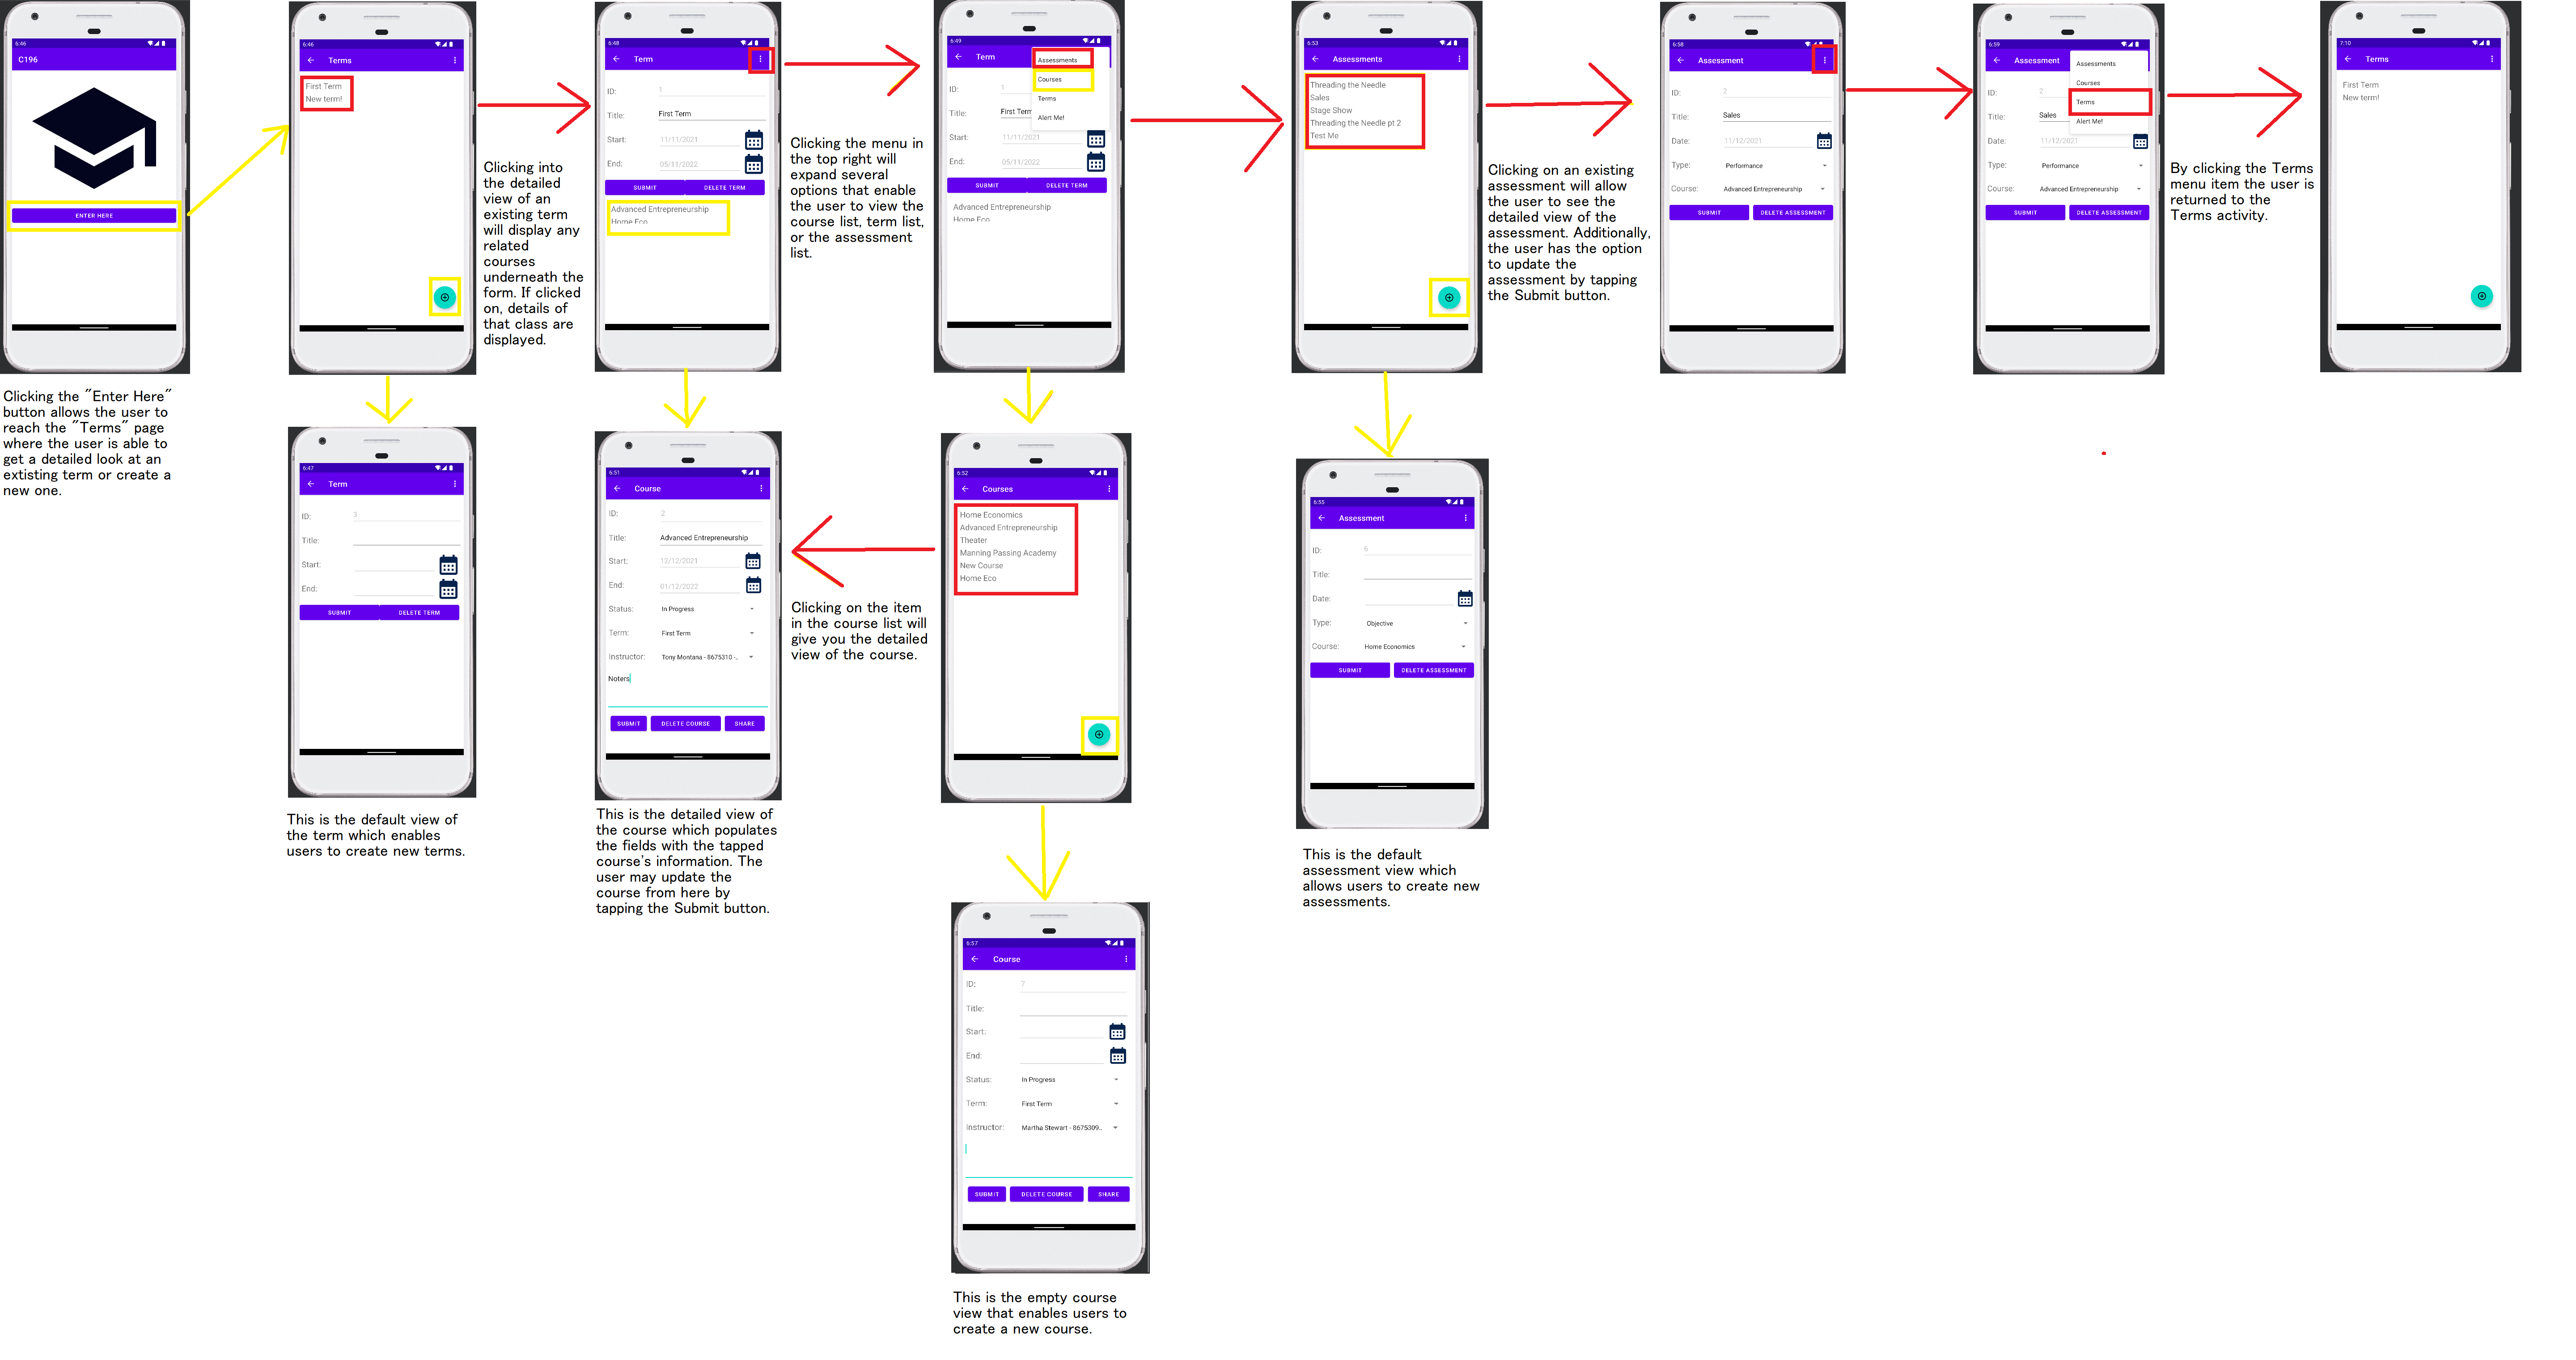 6:46
C196
ENTER HERE
Clicking the "Enter Here"
button allows the user to
reach the "Terms" page
where the user is able to
get a detailed look at an
extisting term or create a
new one.
6:46
Terms
First Term
New term!
Clicking into
the detailed
view of an
existing term
will display any
related
courses
underneath the
form. If clicked
on, details of
that class are
displayed.
6:48
Term
ID: 1
Title: First Term
Start: 11/11/2021
End: 05/11/2022
SUBMIT DELETE TERM
Advanced Entrepreneurship
Home Eco
Clicking the menu in
the top right will
expand several
options that enable
the user to view the
course list, term list,
or the assessment
list.
6:49
Term
Assessments
Courses
Terms
Alert Me!
ID: 1
Title: First Term
Start: 11/11/2021
End: 05/11/2022
SUBMIT DELETE TERM
Advanced Entrepreneurship
Home Eco
6:53
Assessments
Threading the Needle
Sales
Stage Show
Threading the Needle pt 2
Test Me
Clicking on an existing
assessment will allow
the user to see the
detailed view of the
assessment. Additionally,
the user has the option
to update the
assessment by tapping
the Submit button.
6:58
Assessment
ID: 2
Title: Sales
Date: 11/12/2021
Type: Performance
Course: Advanced Entrepreneurship
SUBMIT DELETE ASSESSMENT
6:59
Assessment
Assessments
Courses
Terms
Alert Me!
ID: 2
Title: Sales
Date: 11/12/2021
Type: Performance
Course: Advanced Entrepreneurship
SUBMIT DELETE ASSESSMENT
By clicking the Terms
menu item the user is
returned to the
Terms activity.
7:10
Terms
First Term
New term!
6:47
Term
ID: 3
Title:
Start:
End:
SUBMIT DELETE TERM
This is the default view of
the term which enables
users to create new terms.
6:51
Course
ID: 2
Title: Advanced Entrepreneurship
Start: 12/12/2021
End: 01/12/2022
Status: In Progress
Term: First Term
Instructor: Tony Montana - 8675310 -..
Noters
SUBMIT DELETE COURSE SHARE
This is the detailed view of
the course which populates
the fields with the tapped
course's information. The
user may update the
course from here by
tapping the Submit button.
Clicking on the item
in the course list will
give you the detailed
view of the course.
6:52
Courses
Home Economics
Advanced Entrepreneurship
Theater
Manning Passing Academy
New Course
Home Eco
6:55
Assessment
ID: 6
Title:
Date:
Type: Objective
Course: Home Economics
SUBMIT DELETE ASSESSMENT
This is the default
assessment view which
allows users to create new
assessments.
6:57
Course
ID: 7
Title:
Start:
End:
Status: In Progress
Term: First Term
Instructor: Martha Stewart - 8675309..
SUBMIT DELETE COURSE SHARE
This is the empty course
view that enables users to
create a new course.